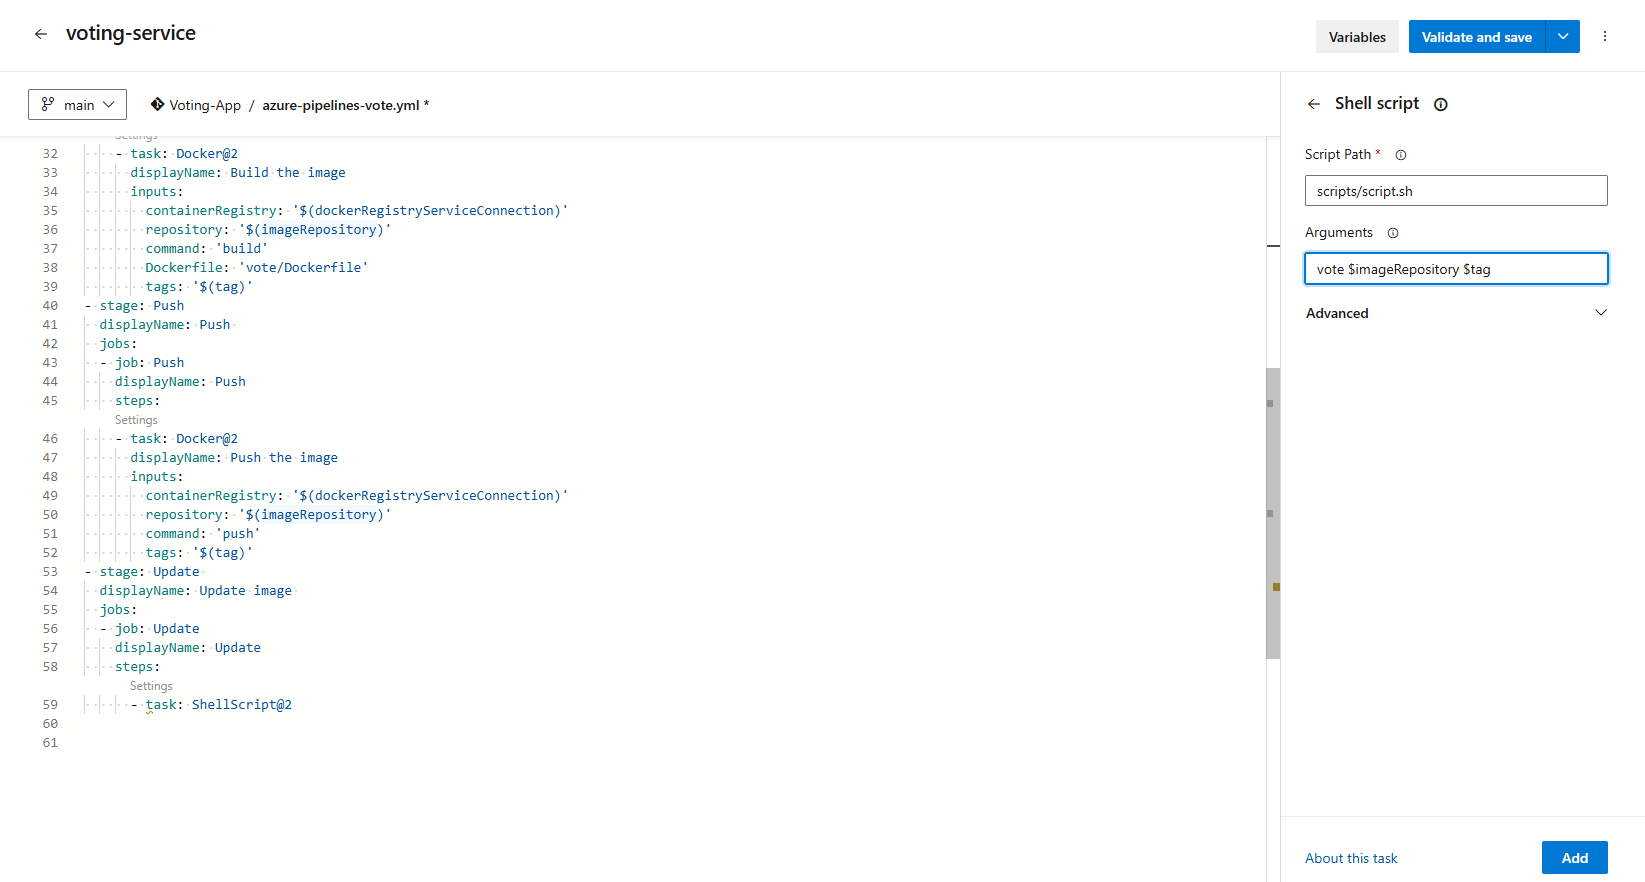 voting-service
Variables
Validate and save
main
Voting-App / azure-pipelines-vote.yml *
Settings
32 - task: Docker@2
33 displayName: Build the image
34 inputs:
35 containerRegistry: '$(dockerRegistryServiceConnection)'
36 repository: '$(imageRepository)'
37 command: 'build'
38 Dockerfile: 'vote/Dockerfile'
39 tags: '$(tag)'
40 - stage: Push
41 displayName: Push
42 jobs:
43 - job: Push
44 displayName: Push
45 steps:
Settings
46 - task: Docker@2
47 displayName: Push the image
48 inputs:
49 containerRegistry: '$(dockerRegistryServiceConnection)'
50 repository: '$(imageRepository)'
51 command: 'push'
52 tags: '$(tag)'
53 - stage: Update
54 displayName: Update image
55 jobs:
56 - job: Update
57 displayName: Update
58 steps:
Settings
59 - task: ShellScript@2
60
61
Shell script
Script Path *
scripts/script.sh
Arguments
vote $imageRepository $tag
Advanced
About this task
Add